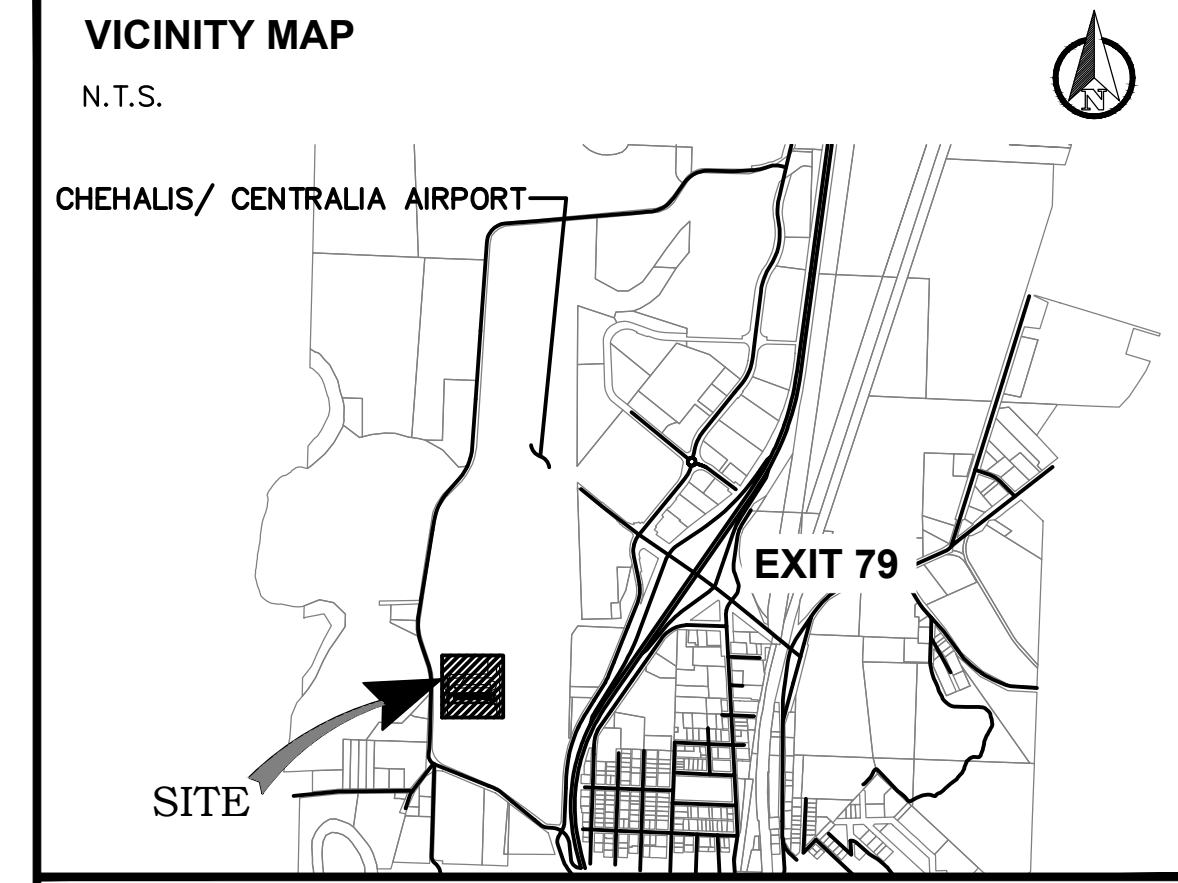 VICINITY MAP
N.T.S.
N
CHEHALIS/ CENTRALIA AIRPORT
EXIT 79
SITE